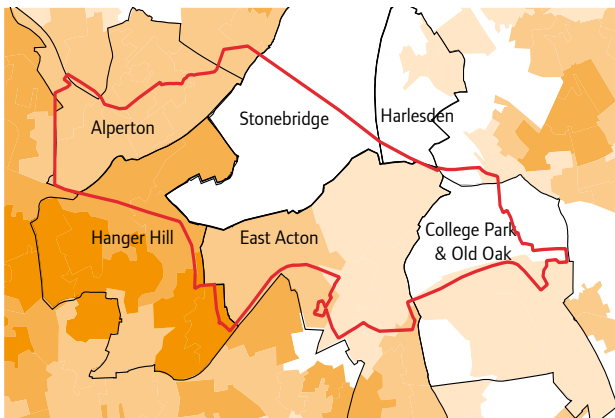 Alperton
Stonebridge
Harlesden
Hanger Hill
East Acton
College Park
& Old Oak